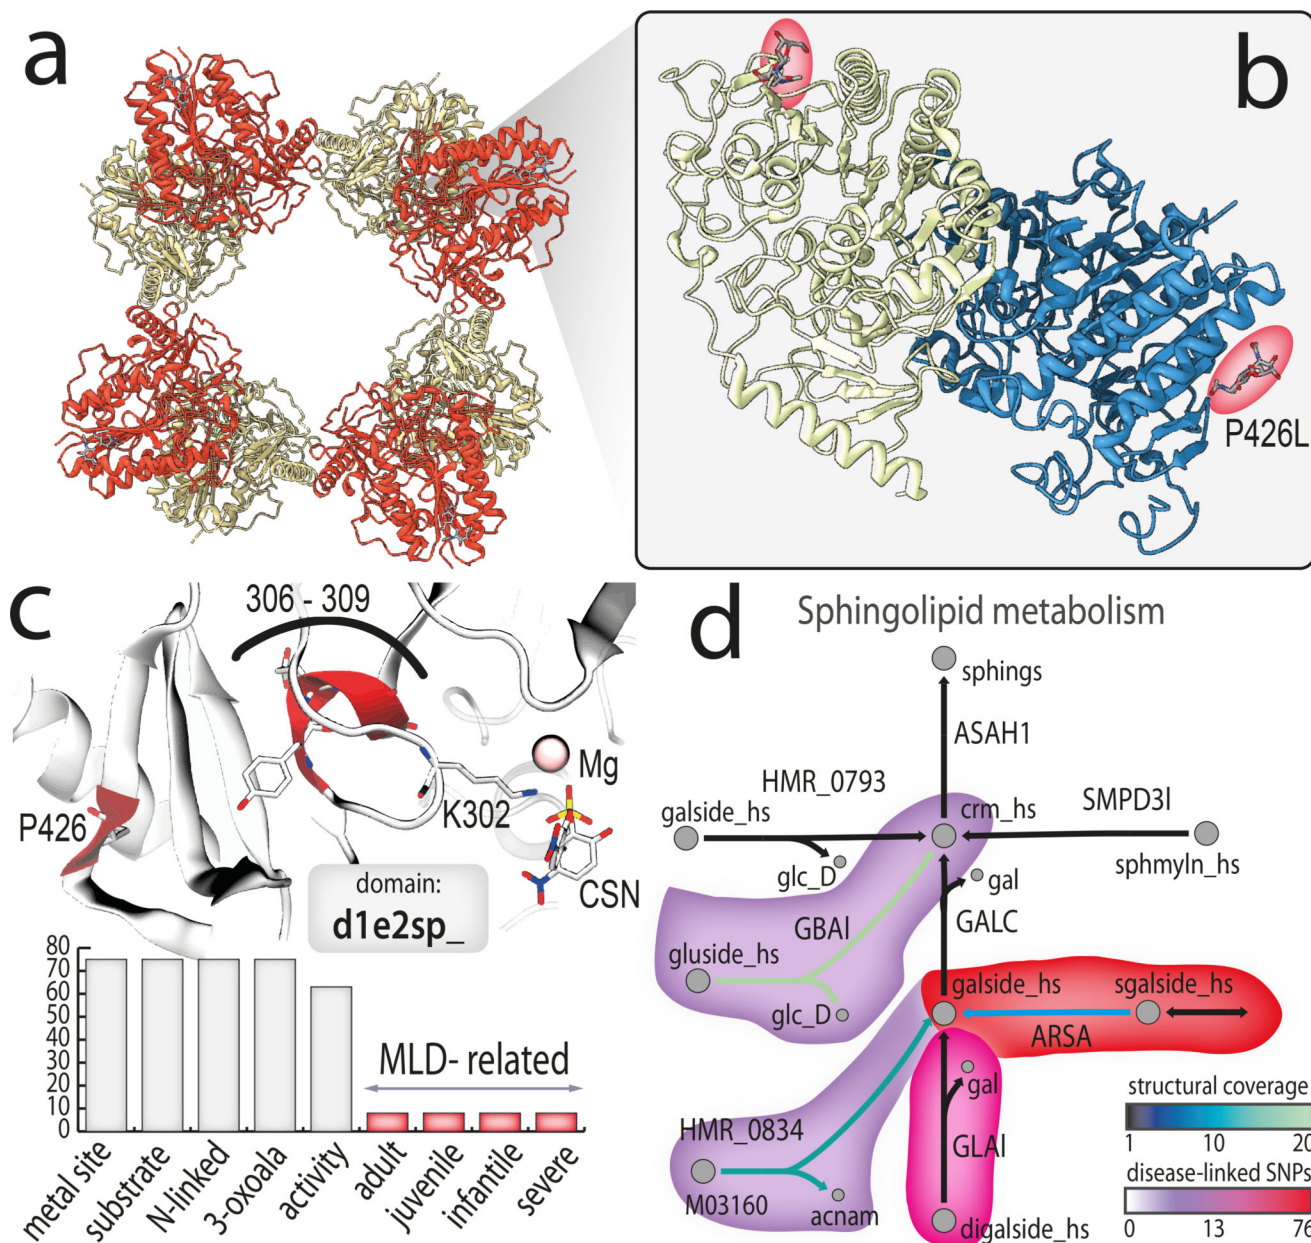 a
b
P426L
c
306 - 309
P426
K302
Mg
CSN
domain:
d1e2sp_
80
70
60
50
40
30
20
10
0
MLD- related
metal site
substrate
N-linked
3-oxoala
activity
adult
juvenile
infantile
severe
d
Sphingolipid metabolism
sphings
ASAH1
HMR_0793
SMPD3l
galside_hs
crm_hs
glc_D
gal
sphmyln_hs
GBAl
GALC
gluside_hs
galside_hs
sgalside_hs
glc_D
ARSA
gal
structural coverage
1
10
20
HMR_0834
GLAl
disease-linked SNPs
M03160
acnam
digalside_hs
0
13
76